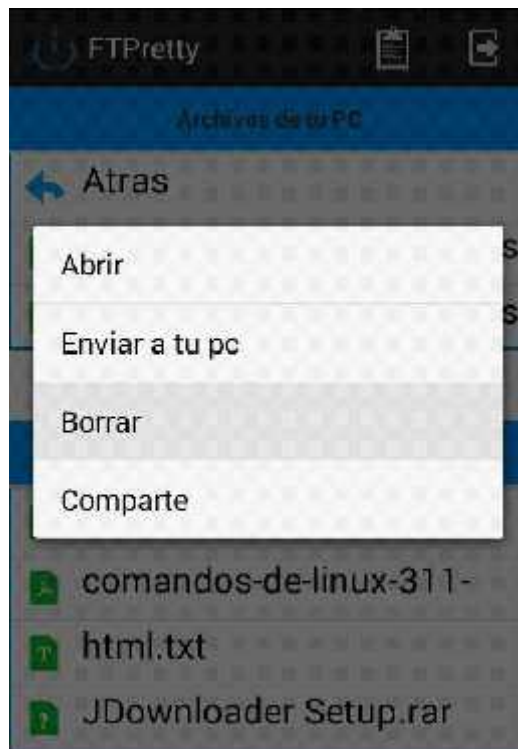 FTPretty
Archivos de tu PC
Atras
s
Abrir
s
Enviar a tu pc
Borrar
Comparte
comandos-de-linux-311-
html.txt
JDownloader Setup.rar